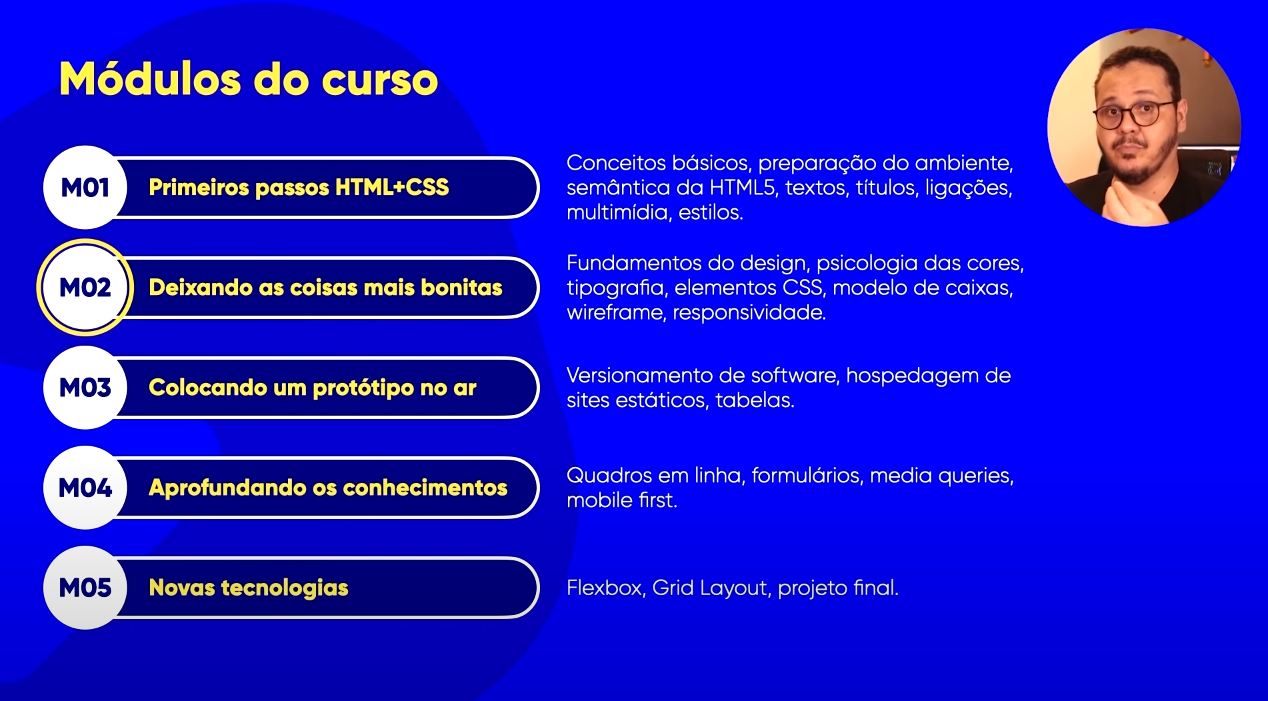 Módulos do curso
M01
Primeiros passos HTML+CSS
Conceitos básicos, preparação do ambiente,
semântica da HTML5, textos, títulos, ligações,
multimídia, estilos.
M02
Deixando as coisas mais bonitas
Fundamentos do design, psicologia das cores,
tipografia, elementos CSS, modelo de caixas,
wireframe, responsividade.
M03
Colocando um protótipo no ar
Versionamento de software, hospedagem de
sites estáticos, tabelas.
M04
Aprofundando os conhecimentos
Quadros em linha, formulários, media queries,
mobile first.
M05
Novas tecnologias
Flexbox, Grid Layout, projeto final.